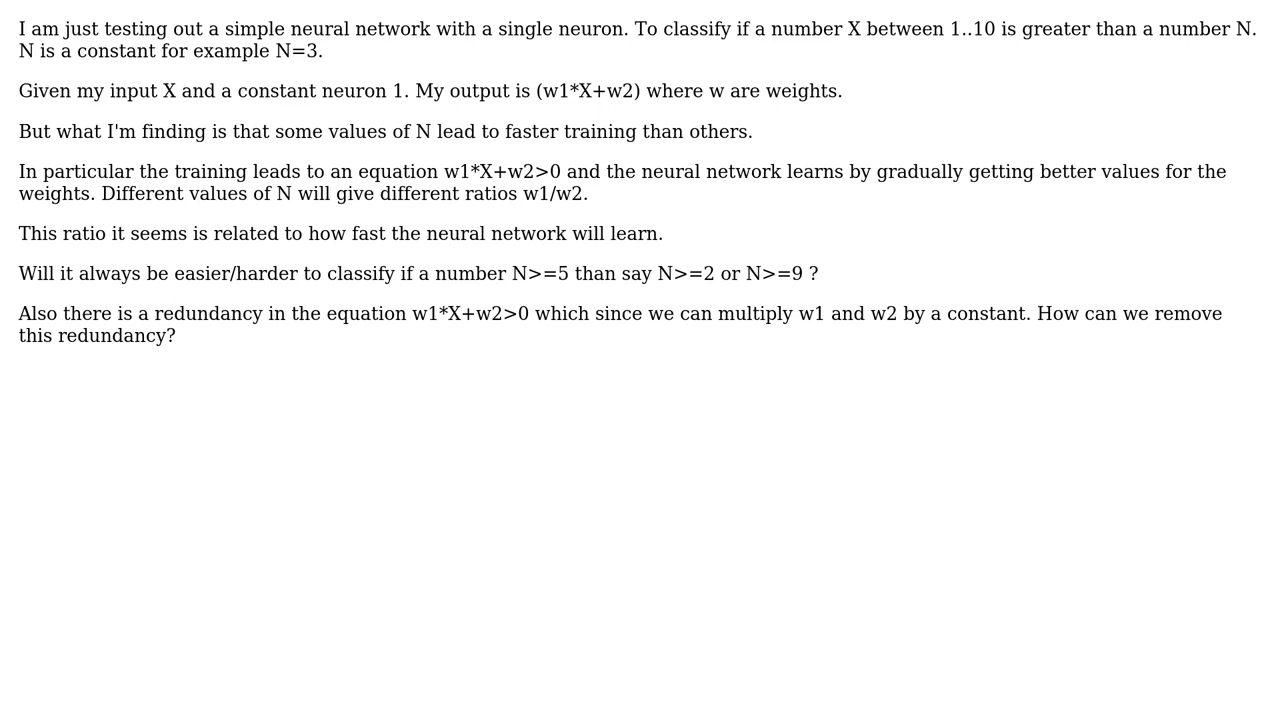 I am just testing out a simple neural network with a single neuron. To classify if a number X between 1..10 is greater than a number N.
N is a constant for example N=3.
Given my input X and a constant neuron 1. My output is (w1*X+w2) where w are weights.
But what I'm finding is that some values of N lead to faster training than others.
In particular the training leads to an equation w1*X+w2>0 and the neural network learns by gradually getting better values for the
weights. Different values of N will give different ratios w1/w2.
This ratio it seems is related to how fast the neural network will learn.
Will it always be easier/harder to classify if a number N>=5 than say N>=2 or N>=9 ?
Also there is a redundancy in the equation w1*X+w2>0 which since we can multiply w1 and w2 by a constant. How can we remove
this redundancy?